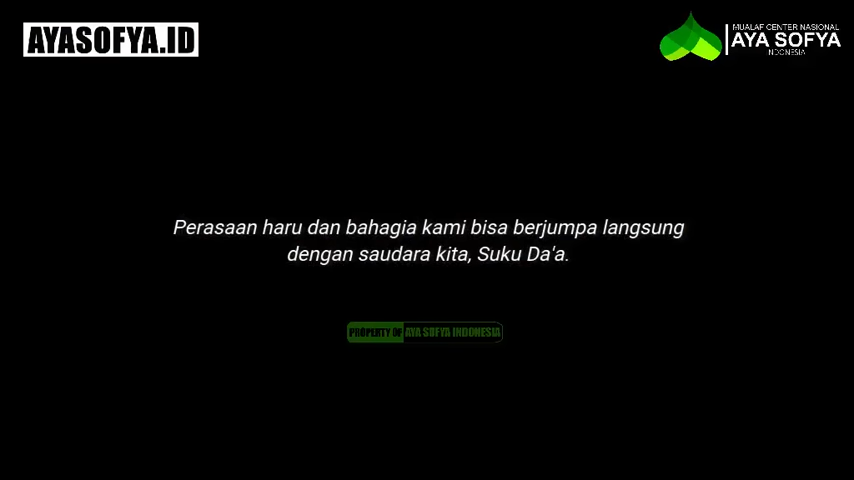 AYASOFYA.ID
MUALAF CENTER NASIONAL
AYA SOFYA
INDONESIA
Perasaan haru dan bahagia kami bisa berjumpa langsung
dengan saudara kita, Suku Da'a.
PROPERTY OF AYA SOFYA INDONESIA